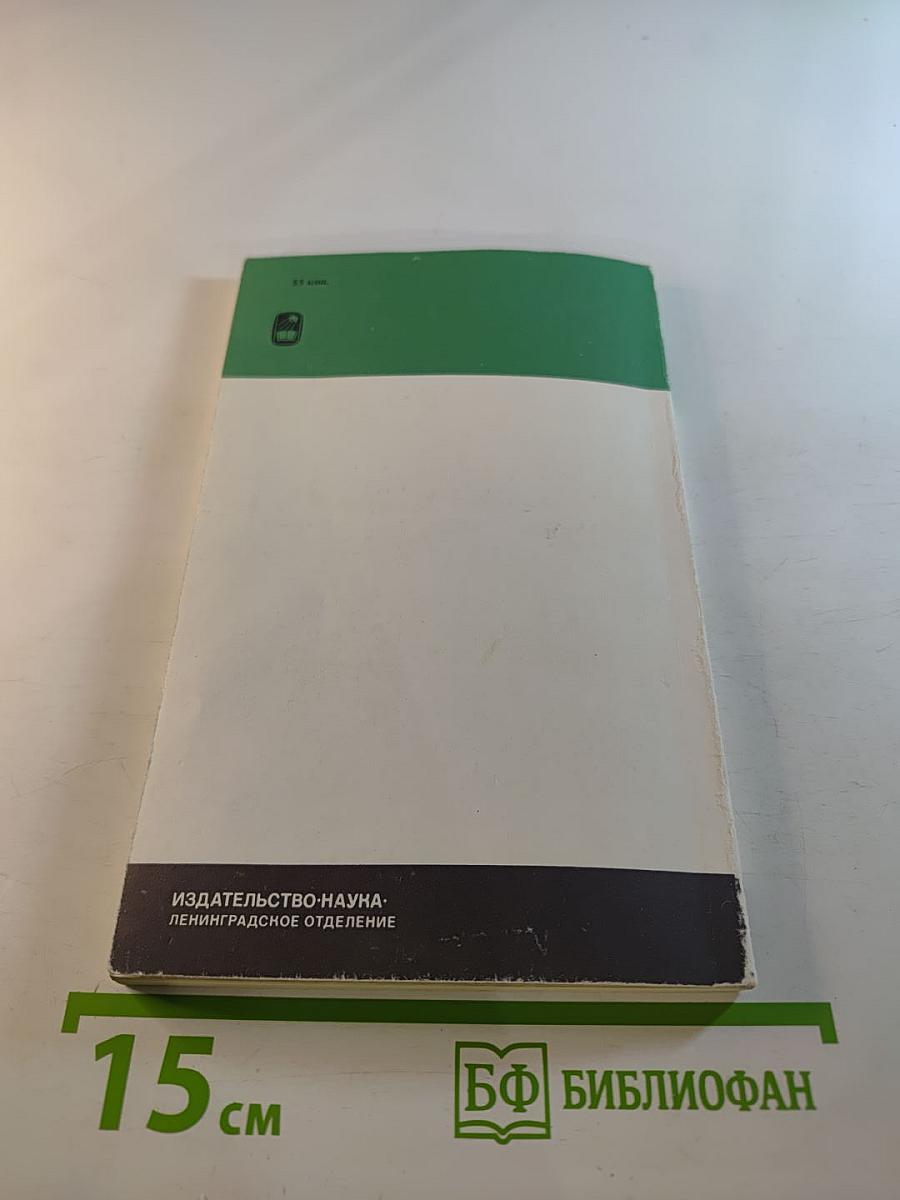 55 коп.
ИЗДАТЕЛЬСТВО·НАУКА·
ЛЕНИНГРАДСКОЕ ОТДЕЛЕНИЕ
15 см
БФ БИБЛИОФАН